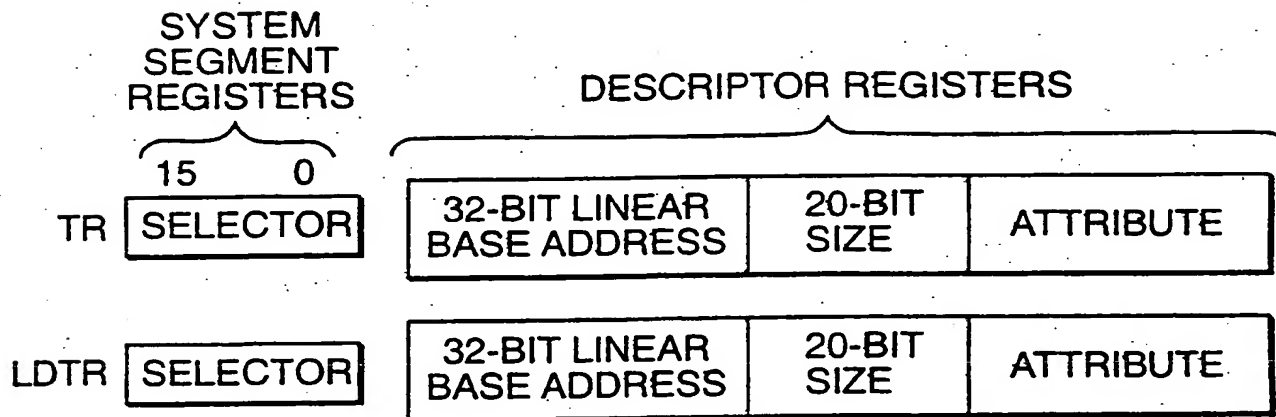 SYSTEM
SEGMENT
REGISTERS
DESCRIPTOR REGISTERS
15 0
TR SELECTOR 32-BIT LINEAR BASE ADDRESS 20-BIT SIZE ATTRIBUTE
LDTR SELECTOR 32-BIT LINEAR BASE ADDRESS 20-BIT SIZE ATTRIBUTE